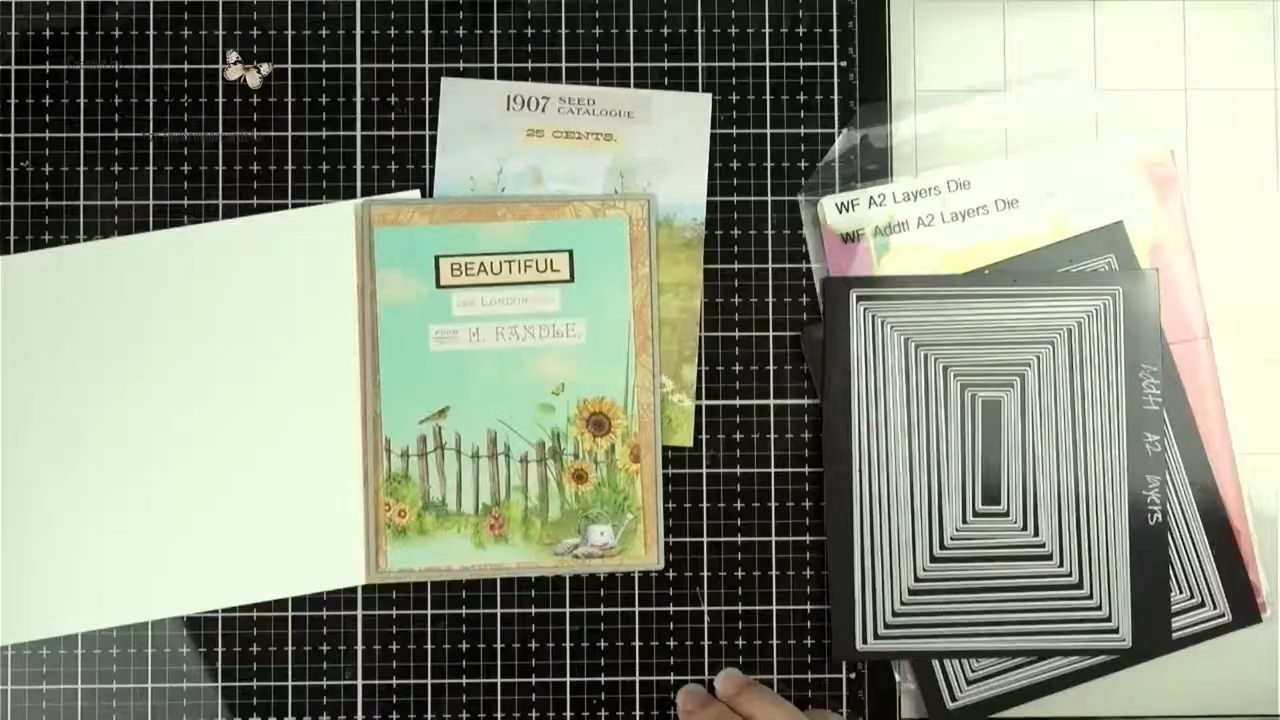 1907 SEED
CATALOGUE
25 CENTS.
BEAUTIFUL
LONDON
FROM M. RANDLE.
WF A2 Layers Die
WF Addtl A2 Layers Die
Addtl A2 layers